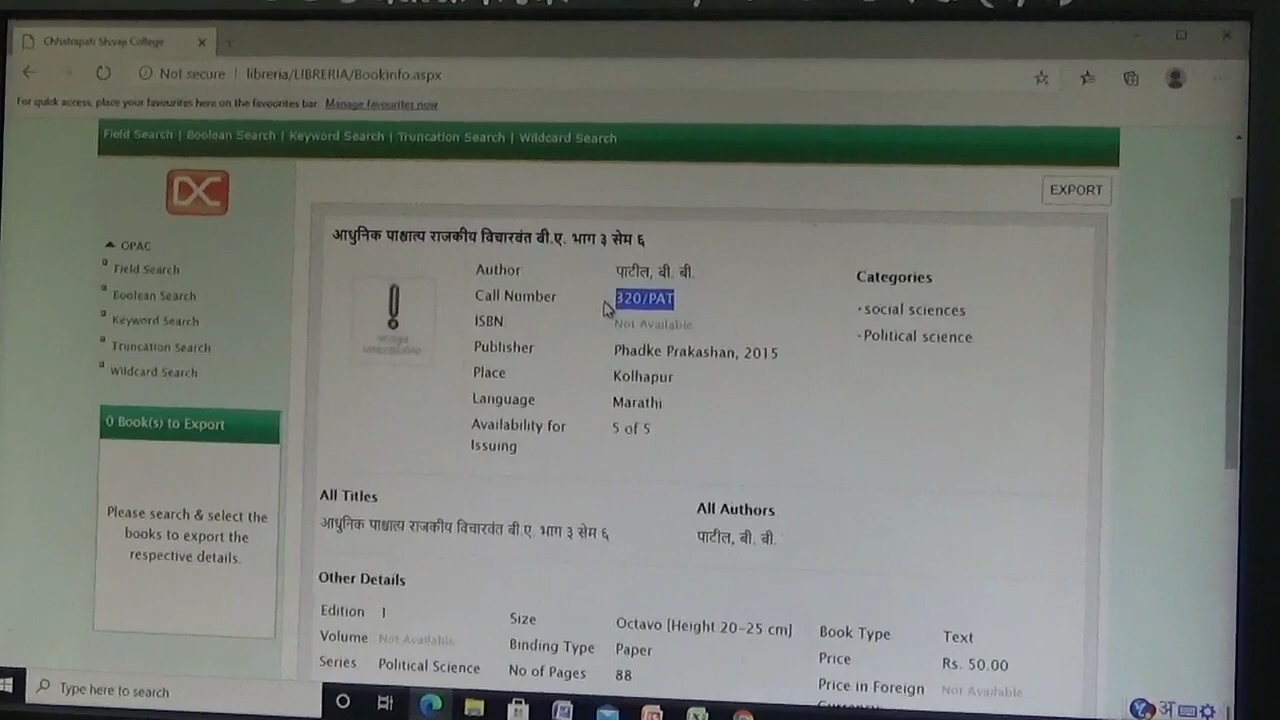 Chhatrapati Shivaji College
Not secure | libreria/LIBRERIA/Bookinfo.aspx
For quick access, place your favourites here on the favourites bar. Manage favourites now
Field Search | Boolean Search | Keyword Search | Truncation Search | Wildcard Search
EXPORT
OPAC
Field Search
Boolean Search
Keyword Search
Truncation Search
Wildcard Search
0 Book(s) to Export
Please search & select the
books to export the
respective details.
आधुनिक पाश्चात्य राजकीय विचारवंत बी.ए. भाग ३ सेम ६
Author पाटील, बी. बी.
Call Number 320/PAT
ISBN Not Available
Publisher Phadke Prakashan, 2015
Place Kolhapur
Language Marathi
Availability for
Issuing 5 of 5
Categories
social sciences
Political science
All Titles
आधुनिक पाश्चात्य राजकीय विचारवंत बी.ए. भाग ३ सेम ६
All Authors
पाटील, बी. बी.
Other Details
Edition 1 Size Octavo [Height 20-25 cm] Book Type Text
Volume Not Available Binding Type Paper Price Rs. 50.00
Series Political Science No of Pages 88 Price in Foreign Not Available
Type here to search
अ